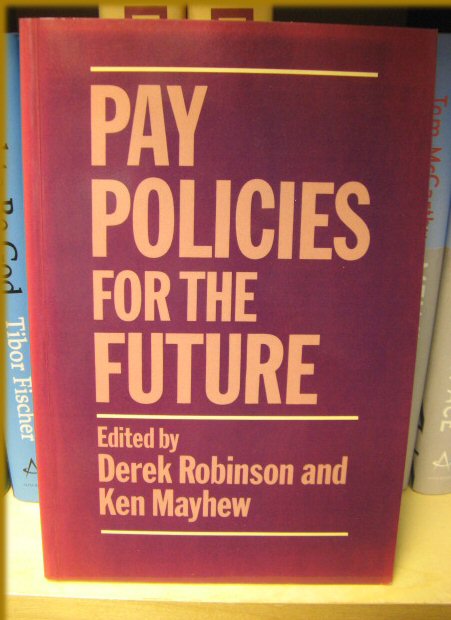 PAY
POLICIES
FOR THE
FUTURE
Edited by
Derek Robinson and
Ken Mayhew
Tibor Fischer